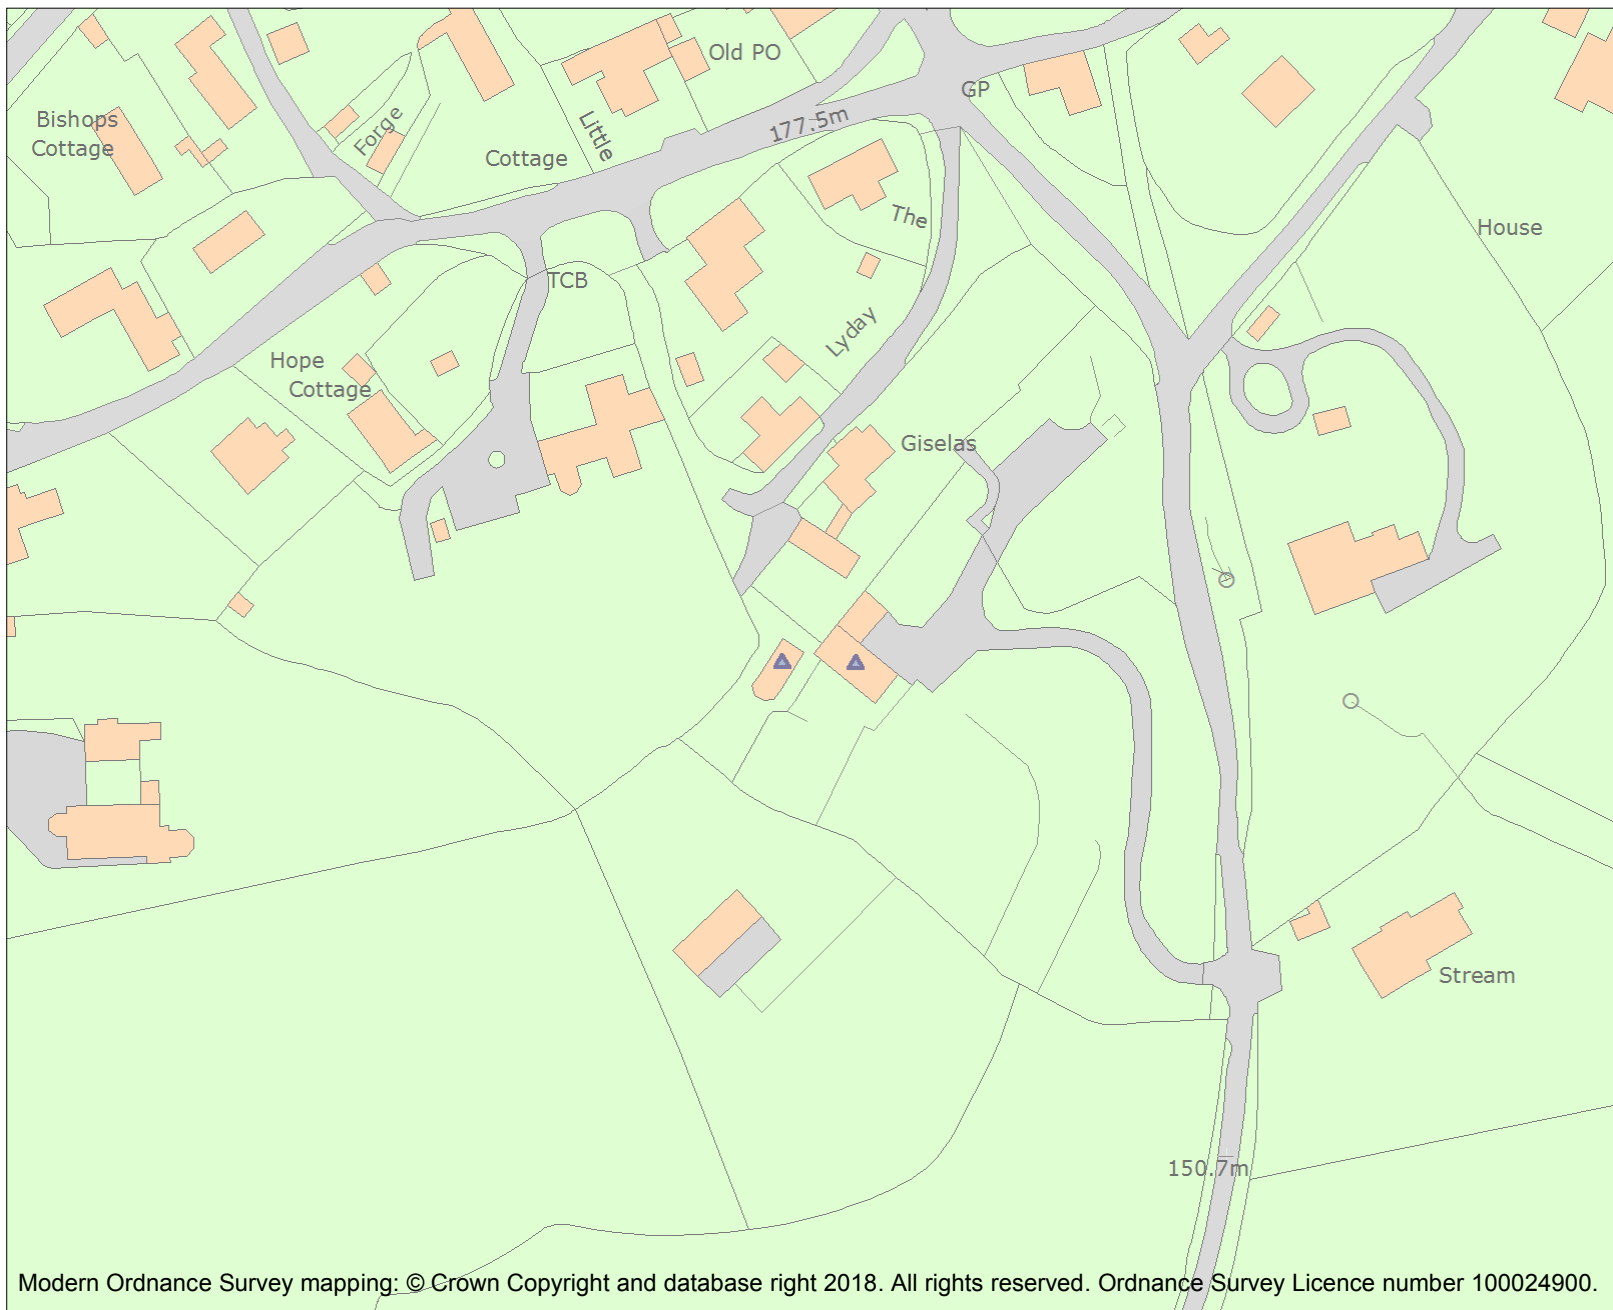 Old PO
GP
177.5m
Bishops
Cottage
Forge
Little
Cottage
The
House
TCB
Lyday
Hope
Cottage
Giselas
Stream
150.7m
Modern Ordnance Survey mapping: © Crown Copyright and database right 2018. All rights reserved. Ordnance Survey Licence number 100024900.